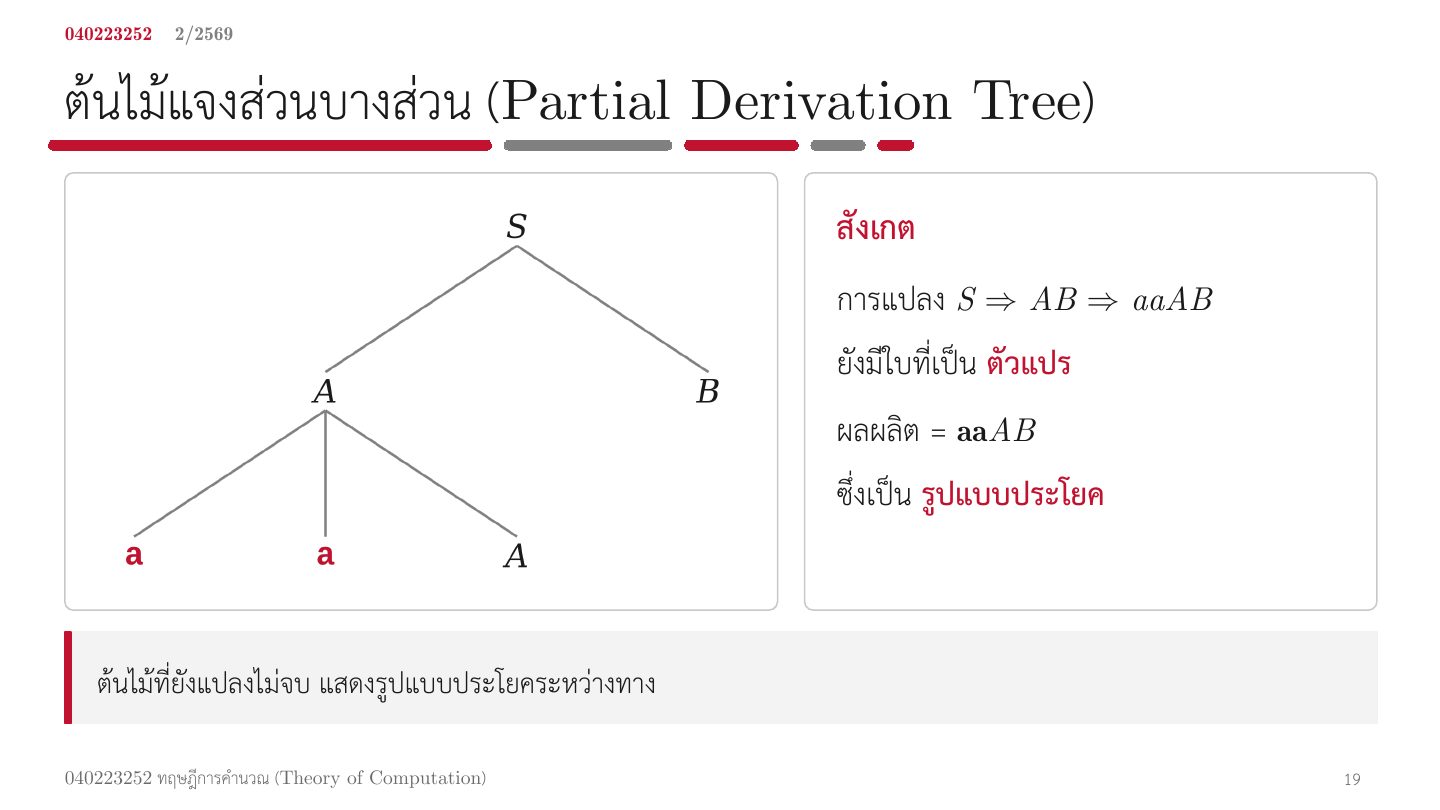 040223252 2/2569
ต้นไม้แจงส่วนบางส่วน (Partial Derivation Tree)
S
A B
a a A
สังเกต
การแปลง S ⇒ AB ⇒ aaAB
ยังมีใบที่เป็น ตัวแปร
ผลผลิต = aaAB
ซึ่งเป็น รูปแบบประโยค
ต้นไม้ที่ยังแปลงไม่จบ แสดงรูปแบบประโยคระหว่างทาง
040223252 ทฤษฎีการคำนวณ (Theory of Computation) 19